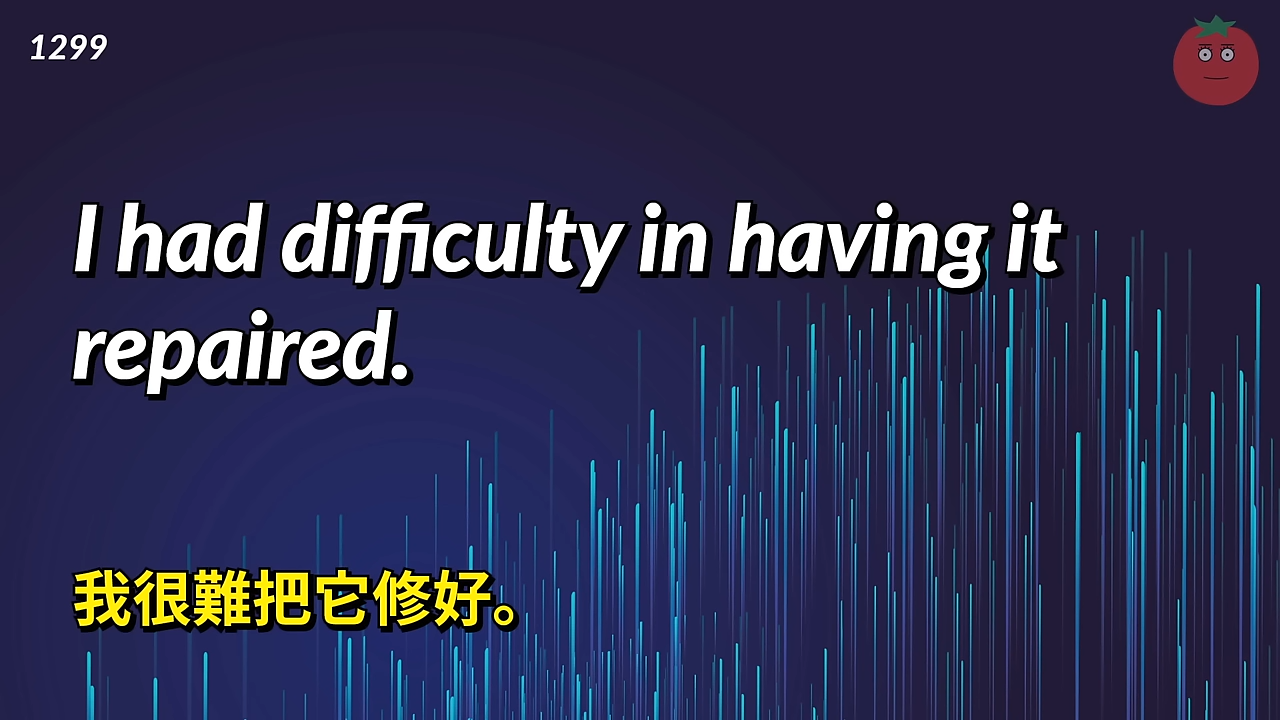 1299
I had difficulty in having it
repaired.
我很難把它修好。